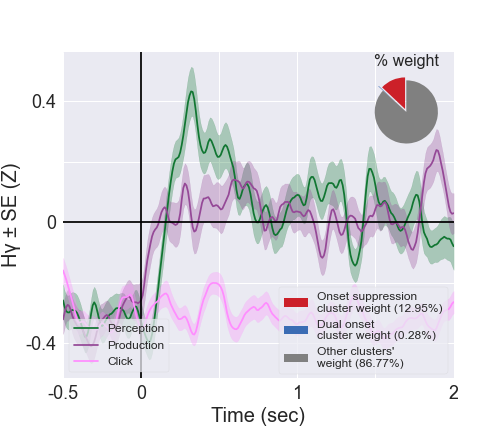 % weight
0.4
0
-0.4
Hγ ± SE (Z)
Perception
Production
Click
Onset suppression
cluster weight (12.95%)
Dual onset
cluster weight (0.28%)
Other clusters'
weight (86.77%)
-0.5
0
1
2
Time (sec)